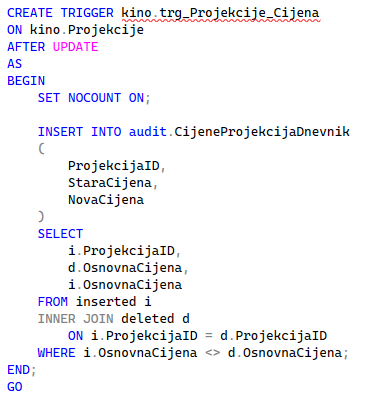 CREATE TRIGGER kino.trg_Projekcije_Cijena
ON kino.Projekcije
AFTER UPDATE
AS
BEGIN
    SET NOCOUNT ON;

    INSERT INTO audit.CijeneProjekcijaDnevnik
    (
        ProjekcijaID,
        StaraCijena,
        NovaCijena
    )
    SELECT
        i.ProjekcijaID,
        d.OsnovnaCijena,
        i.OsnovnaCijena
    FROM inserted i
    INNER JOIN deleted d
        ON i.ProjekcijaID = d.ProjekcijaID
    WHERE i.OsnovnaCijena <> d.OsnovnaCijena;
END;
GO